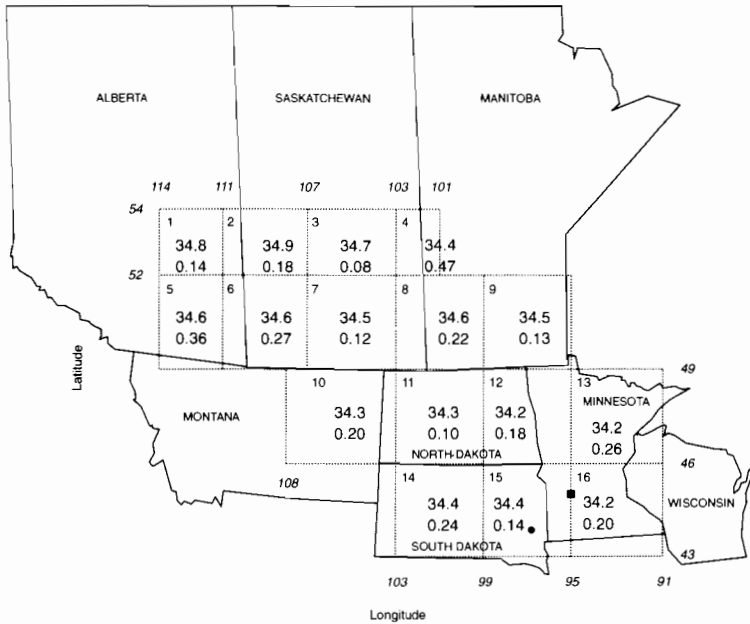 ALBERTA SASKATCHEWAN MANITOBA
114 111 107 103 101
54
1 2 3 4
34.8 34.9 34.7 34.4
0.14 0.18 0.08 0.47
52
5 6 7 8 9
34.6 34.6 34.5 34.6 34.5
0.36 0.27 0.12 0.22 0.13
Latitude
49
10 11 12 13
MONTANA
MINNESOTA
34.3 34.3 34.2 34.2
0.20 0.10 0.18 0.26
NORTH DAKOTA
46
108
14 15 16
34.4 34.4 34.2
0.24 0.14 0.20
WISCONSIN
SOUTH DAKOTA
43
103 99 95 91
Longitude